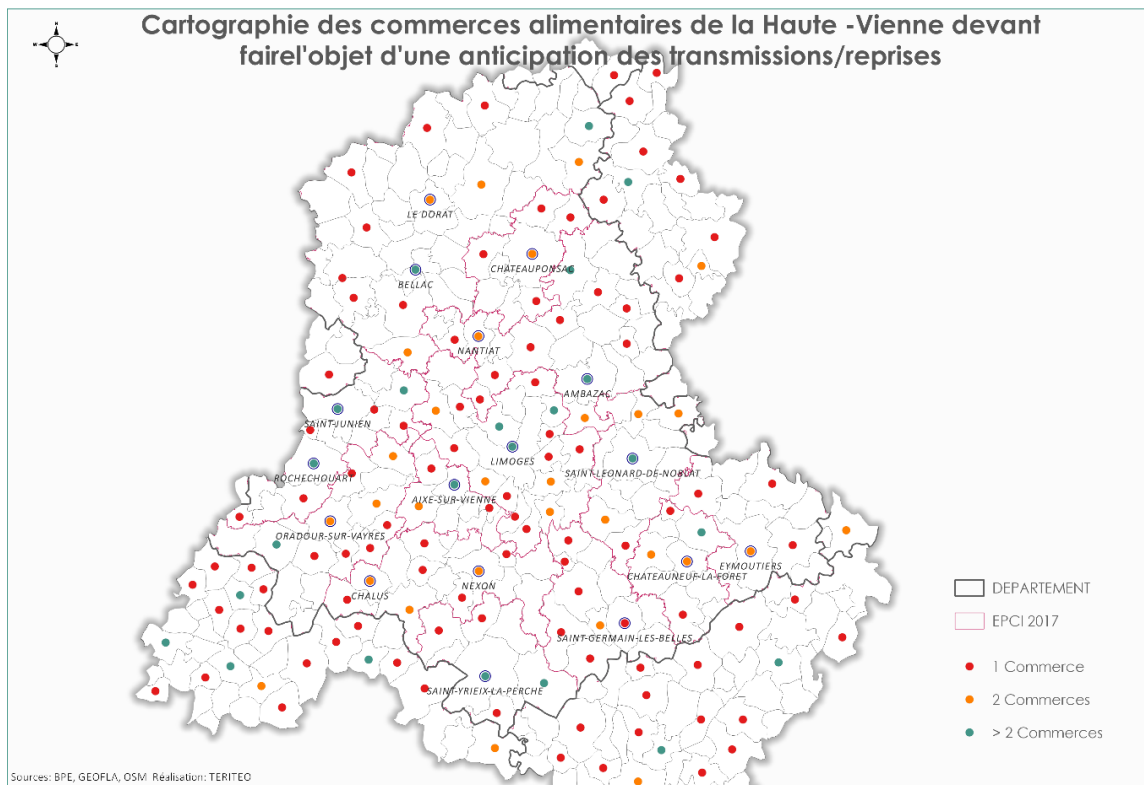 Cartographie des commerces alimentaires de la Haute -Vienne devant
fairel'objet d'une anticipation des transmissions/reprises
N
W
E
S
LE DORAT
CHATEAUPONSAC
BELLAC
NANTIAT
AMBAZAC
SAINT-JUNIEN
LIMOGES
ROCHECHOUART
SAINT-LEONARD-DE-NOBLAT
AIXE-SUR-VIENNE
ORADOUR-SUR-VAYRES
EYMOUTIERS
CHATEAUNEUF-LA-FORET
CHALUS
NEXON
SAINT-GERMAIN-LES-BELLES
SAINT-YRIEIX-LA-PERCHE
DEPARTEMENT
EPCI 2017
1 Commerce
2 Commerces
> 2 Commerces
Sources: BPE, GEOFLA, OSM Réalisation: TERITEO